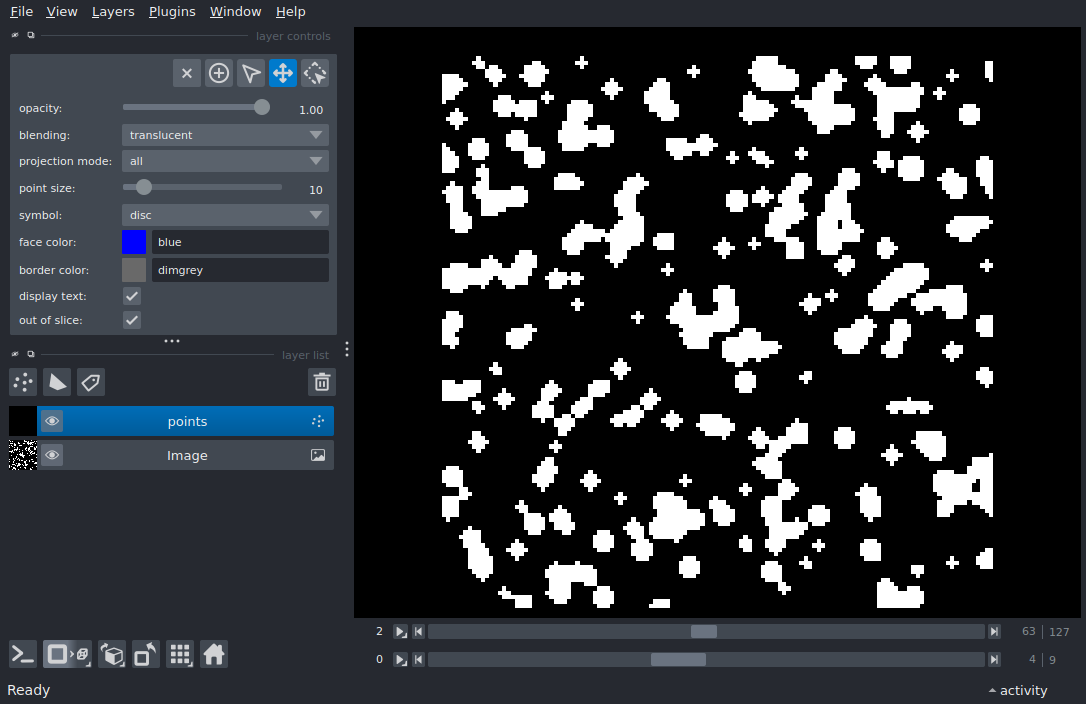 File View Layers Plugins Window Help
layer controls
opacity: 1.00
blending: translucent
projection mode: all
point size: 10
symbol: disc
face color: blue
border color: dimgrey
display text:
out of slice:
layer list
points
Image
2 63 127
0 4 9
Ready activity